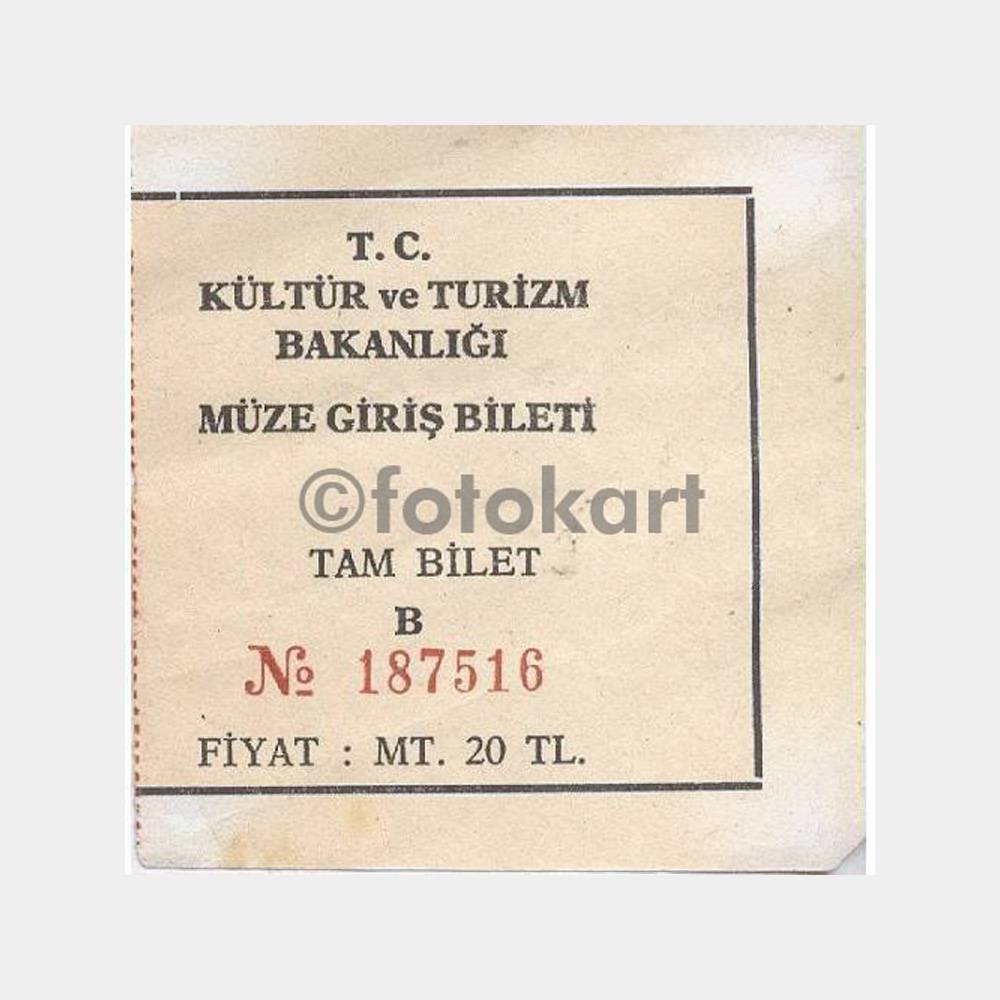 T. C.
KÜLTÜR ve TURİZM
BAKANLIĞI
MÜZE GİRİŞ BİLETİ
©fotokart
TAM BİLET
B
№ 187516
FİYAT : MT. 20 TL.